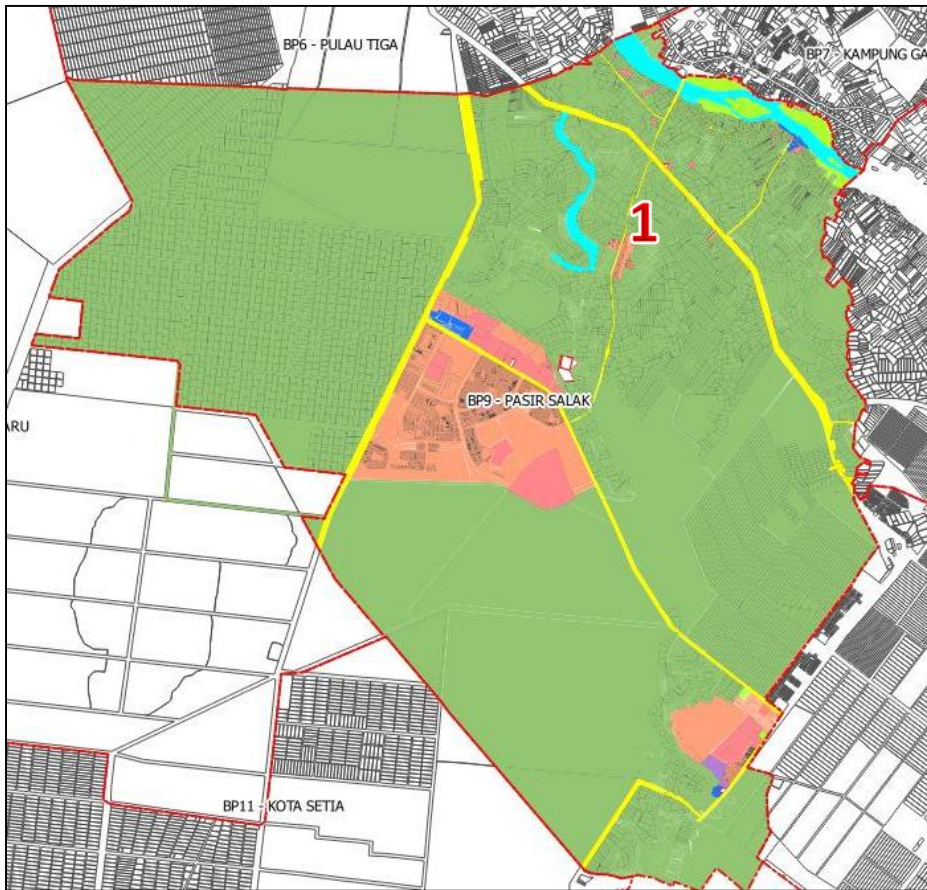 BP6 - PULAU TIGA
BP7 - KAMPUNG GA
1
BP9 - PASIR SALAK
ARU
BP11 - KOTA SETIA